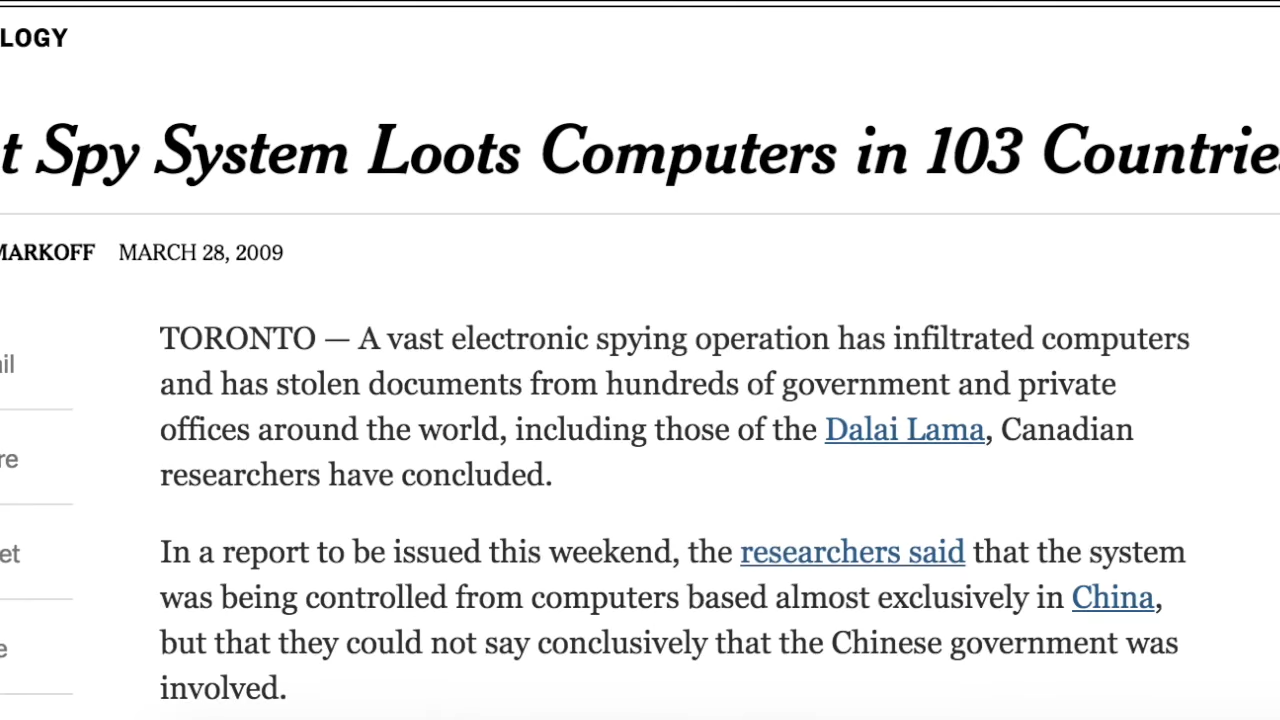 LOGY
t Spy System Loots Computers in 103 Countrie
MARKOFF MARCH 28, 2009
il
TORONTO — A vast electronic spying operation has infiltrated computers
and has stolen documents from hundreds of government and private
offices around the world, including those of the Dalai Lama, Canadian
re
researchers have concluded.
et
In a report to be issued this weekend, the researchers said that the system
was being controlled from computers based almost exclusively in China,
e
but that they could not say conclusively that the Chinese government was
involved.